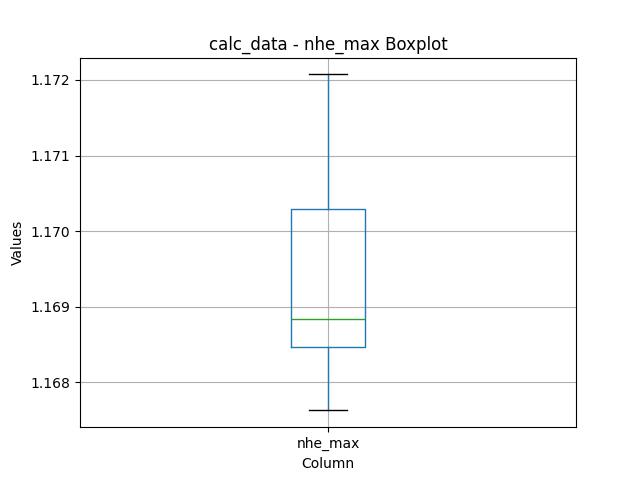 calc_data - nhe_max Boxplot
1.172
1.171
1.170
1.169
1.168
Values
nhe_max
Column